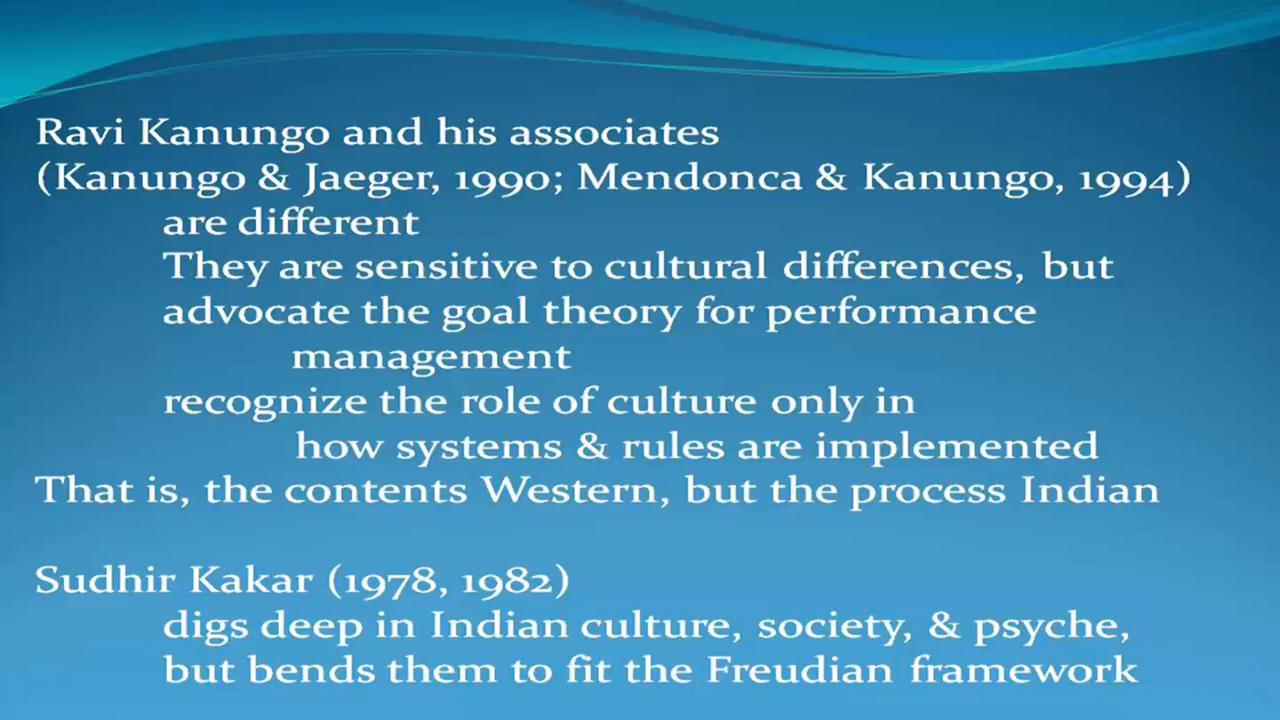 Ravi Kanungo and his associates
(Kanungo & Jaeger, 1990; Mendonca & Kanungo, 1994)
are different
They are sensitive to cultural differences, but
advocate the goal theory for performance
management
recognize the role of culture only in
how systems & rules are implemented
That is, the contents Western, but the process Indian
Sudhir Kakar (1978, 1982)
digs deep in Indian culture, society, & psyche,
but bends them to fit the Freudian framework